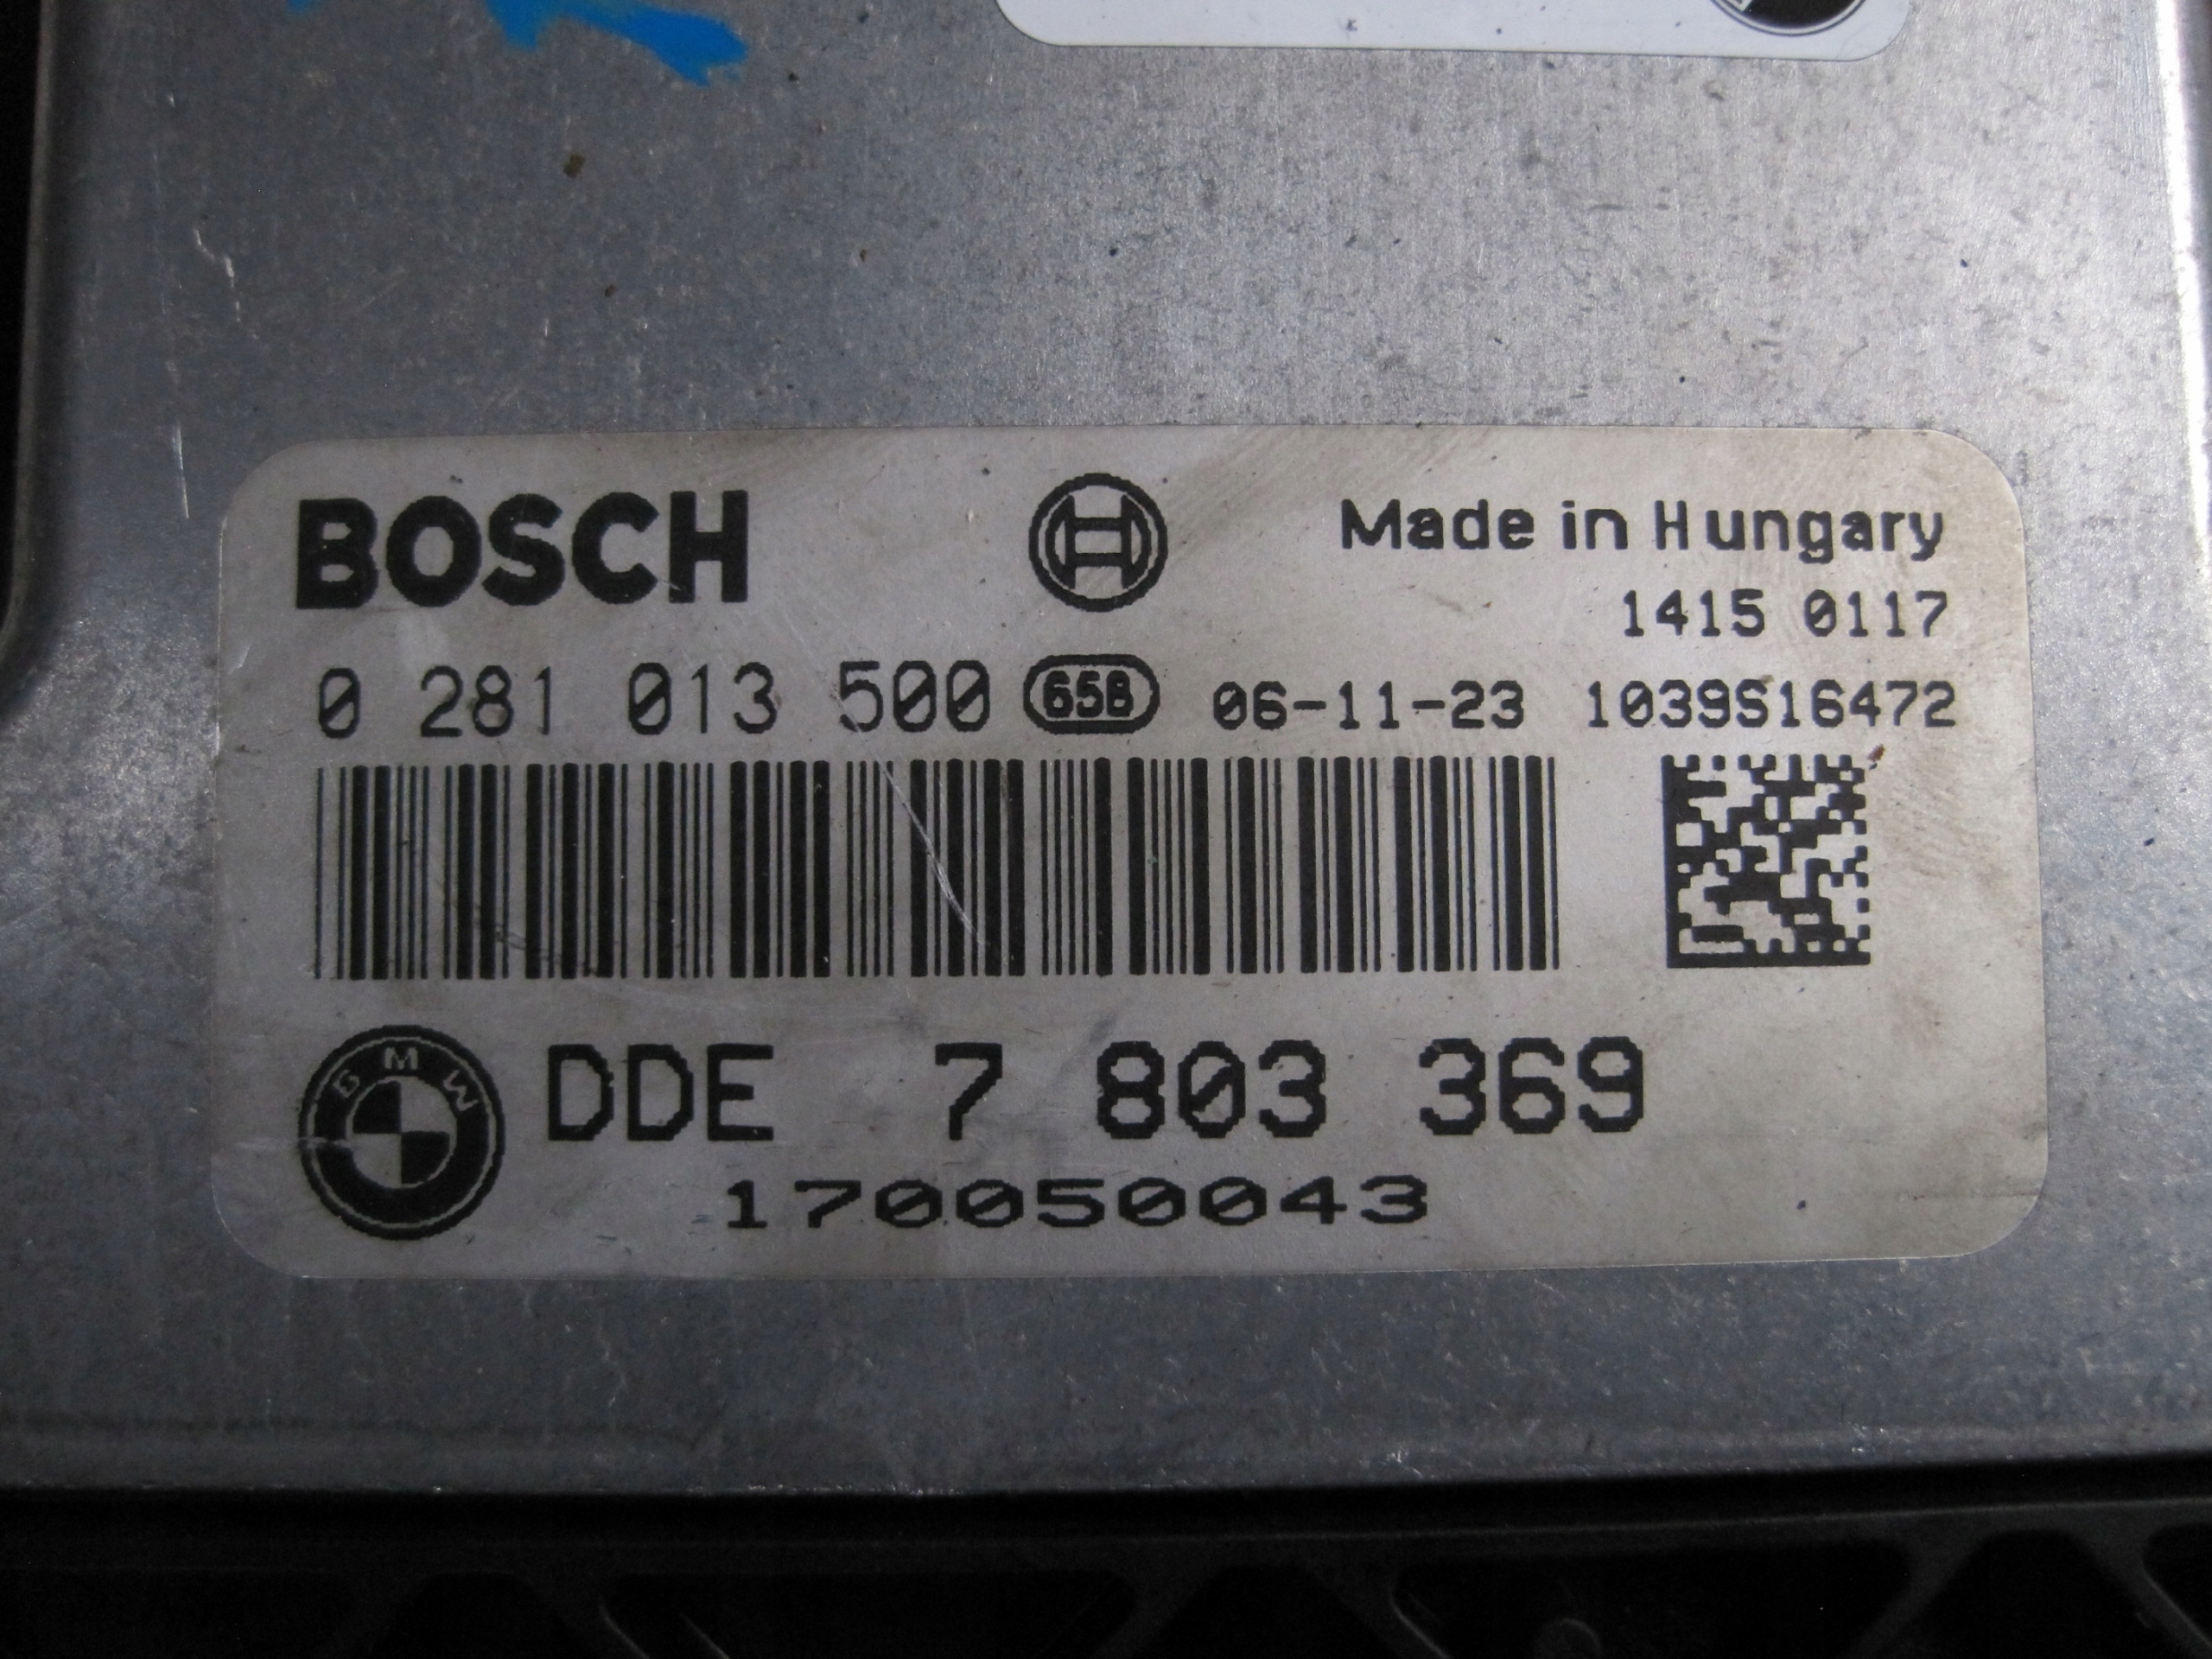 BOSCH
Made in Hungary
1415 0117
0 281 013 500 65B 06-11-23 1039S16472
BMW DDE 7 803 369
170050043